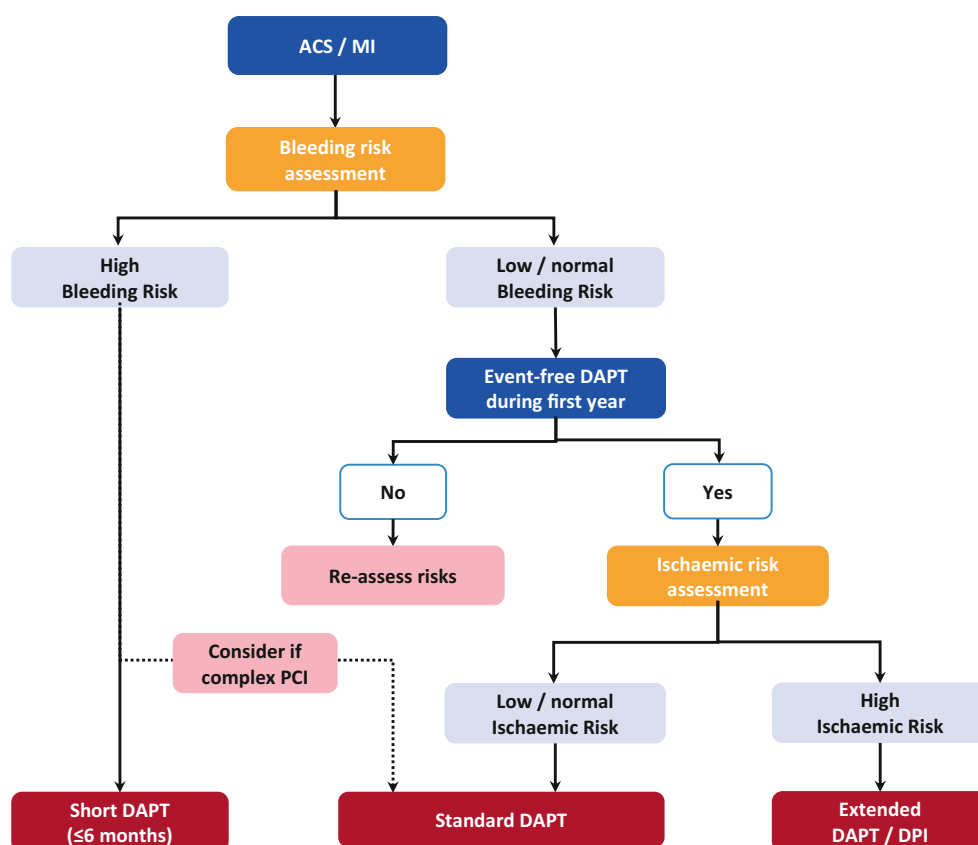 ACS / MI
Bleeding risk
assessment
High
Bleeding Risk
Low / normal
Bleeding Risk
Event-free DAPT
during first year
No
Yes
Re-assess risks
Ischaemic risk
assessment
Consider if
complex PCI
Low / normal
Ischaemic Risk
High
Ischaemic Risk
Short DAPT
(≤6 months)
Standard DAPT
Extended
DAPT / DPI